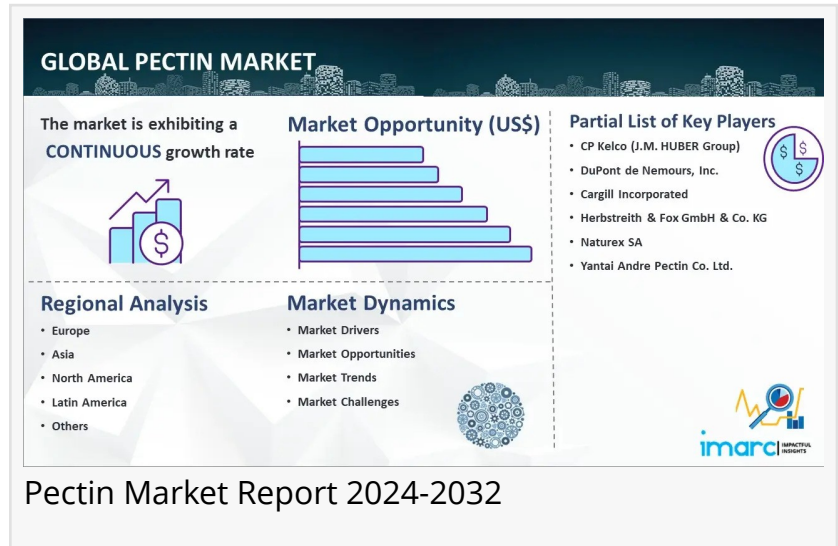 GLOBAL PECTIN MARKET
The market is exhibiting a
CONTINUOUS growth rate
$
Market Opportunity (US$)
Partial List of Key Players
• CP Kelco (J.M. HUBER Group)
• DuPont de Nemours, Inc.
• Cargill Incorporated
• Herbstreith & Fox GmbH & Co. KG
• Naturex SA
• Yantai Andre Pectin Co. Ltd.
$ $
$
Regional Analysis
• Europe
• Asia
• North America
• Latin America
• Others
Market Dynamics
• Market Drivers
• Market Opportunities
• Market Trends
• Market Challenges
imarc
IMPACTFUL
INSIGHTS
Pectin Market Report 2024-2032